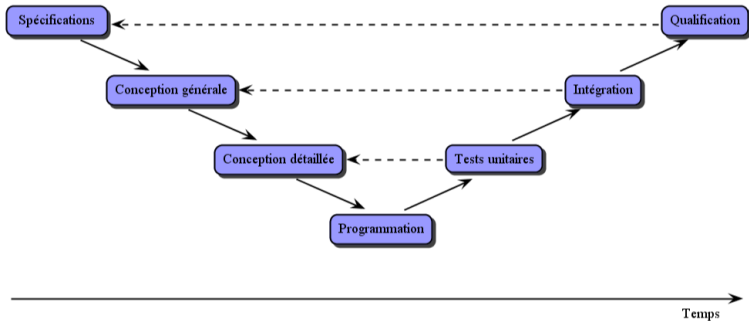 Spécifications
Qualification
Conception générale
Intégration
Conception détaillée
Tests unitaires
Programmation
Temps